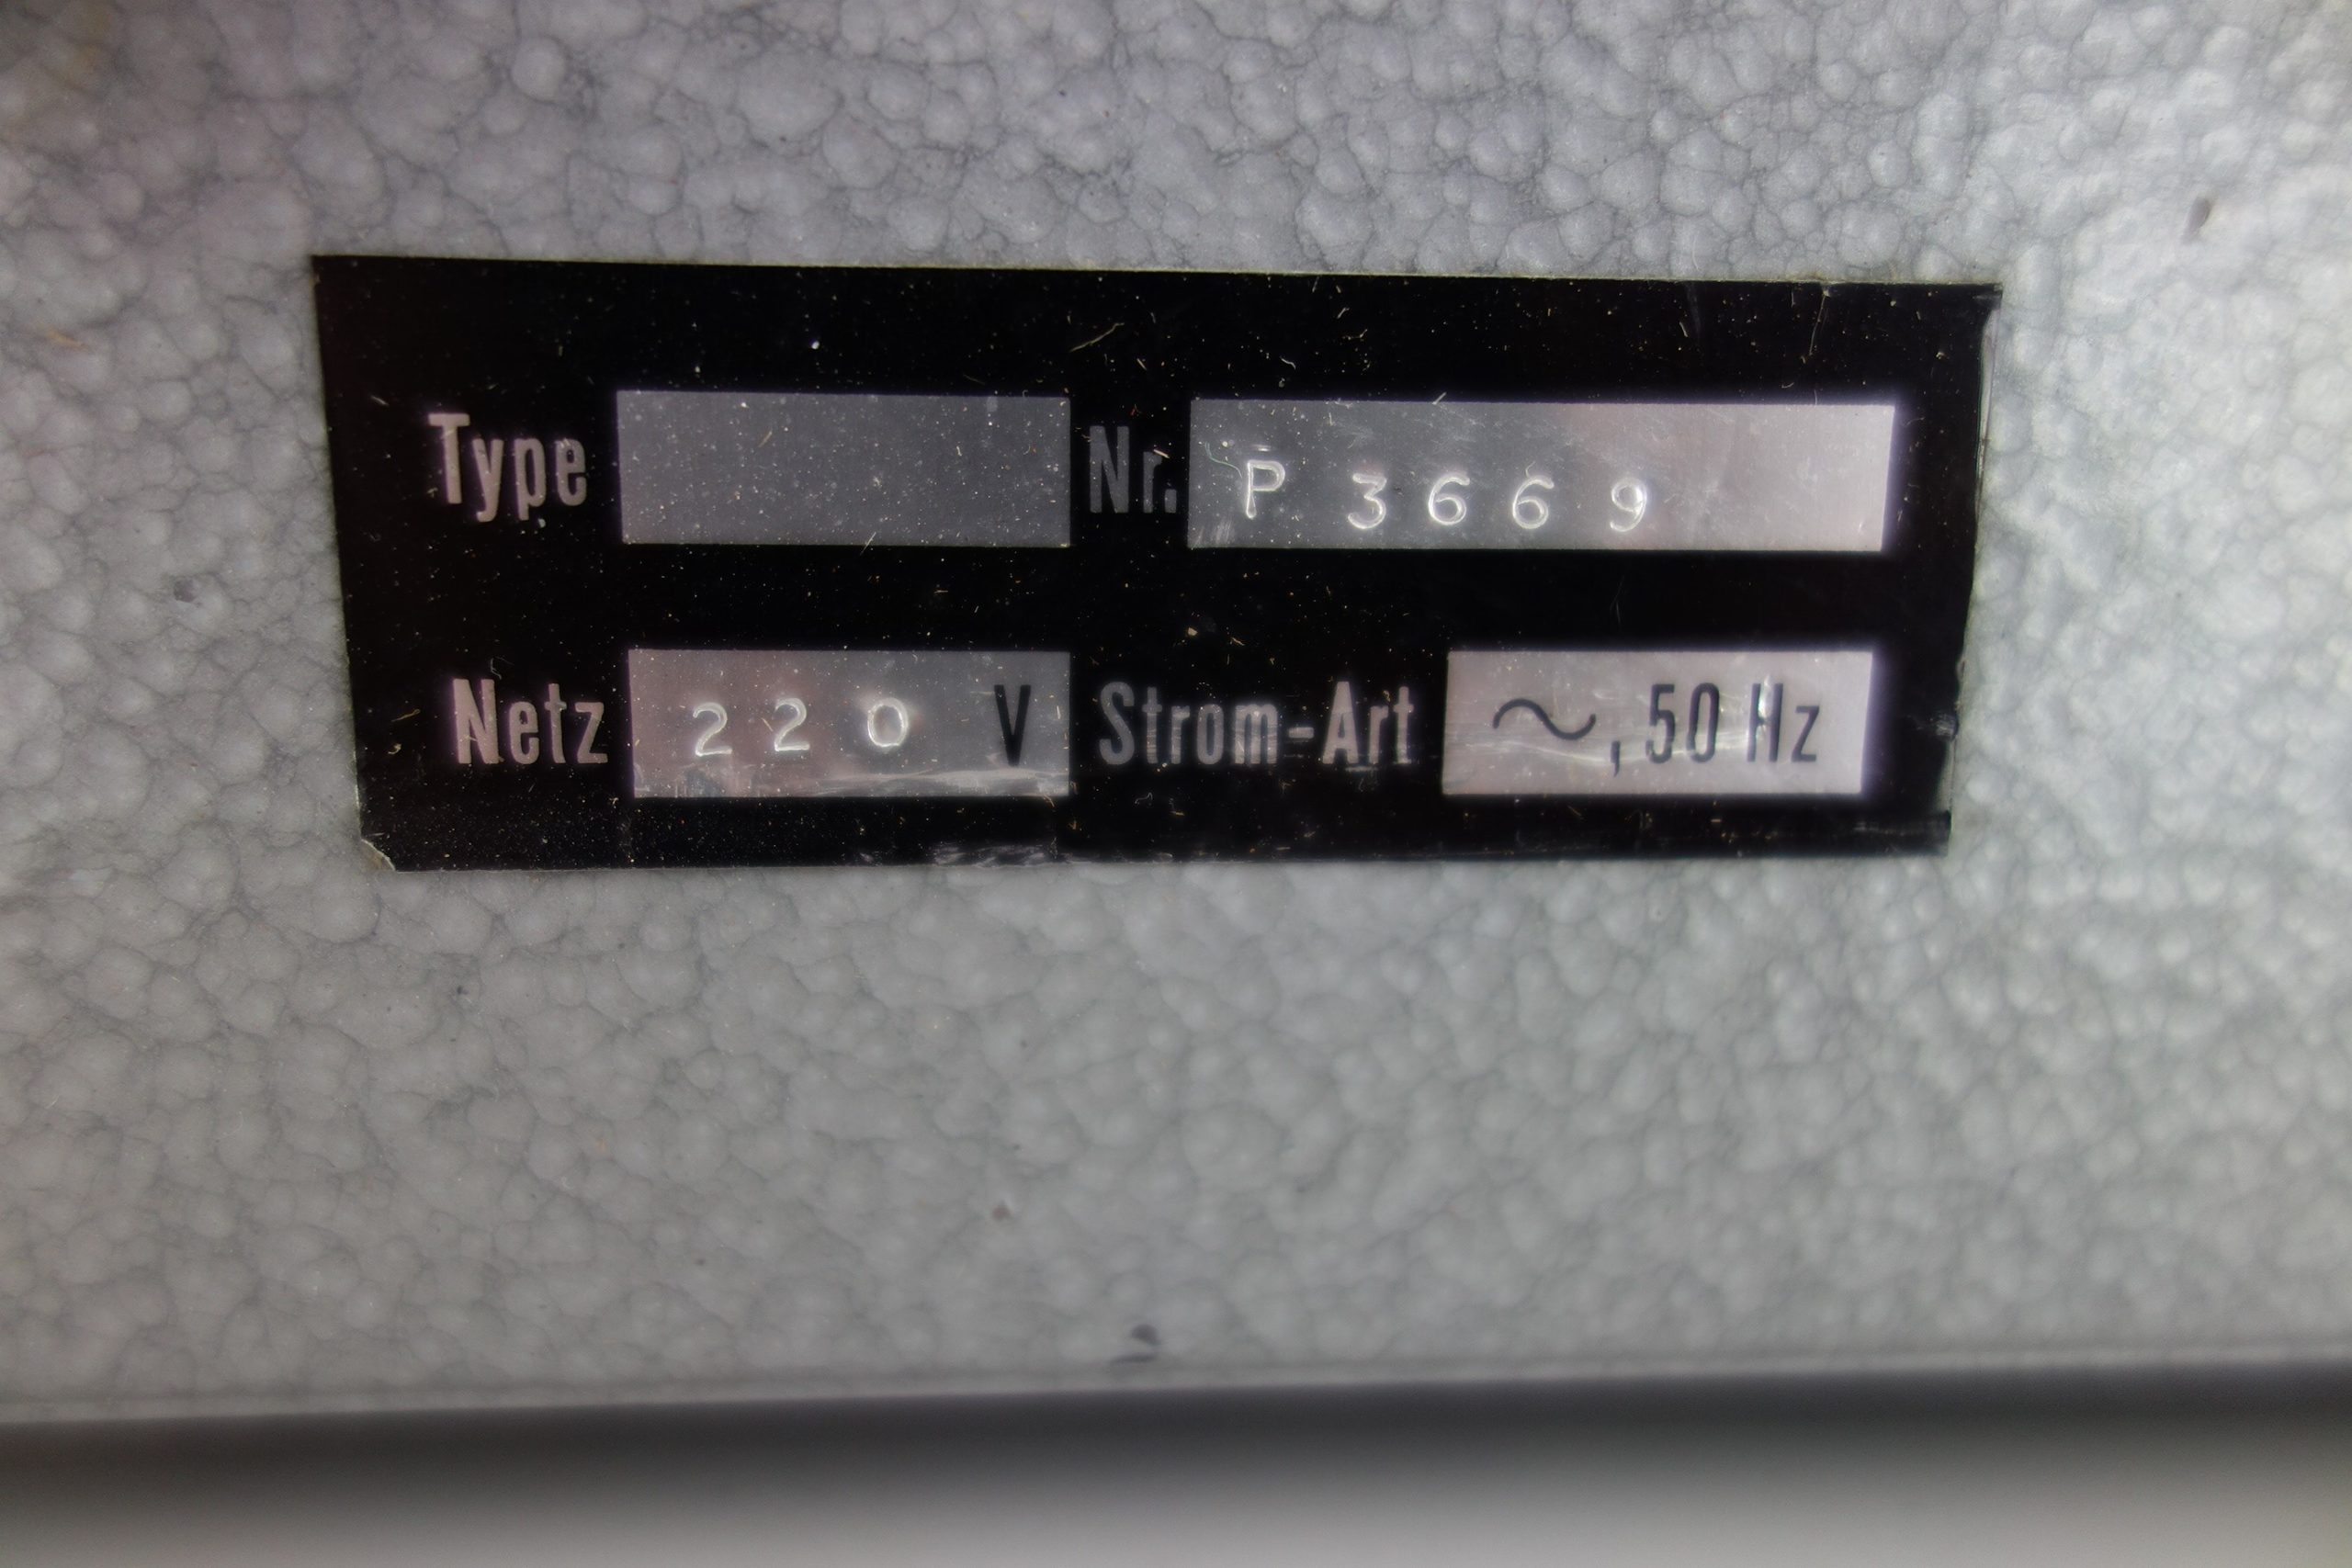 Type Nr. P 3669
Netz 220 V Strom-Art ~, 50 Hz